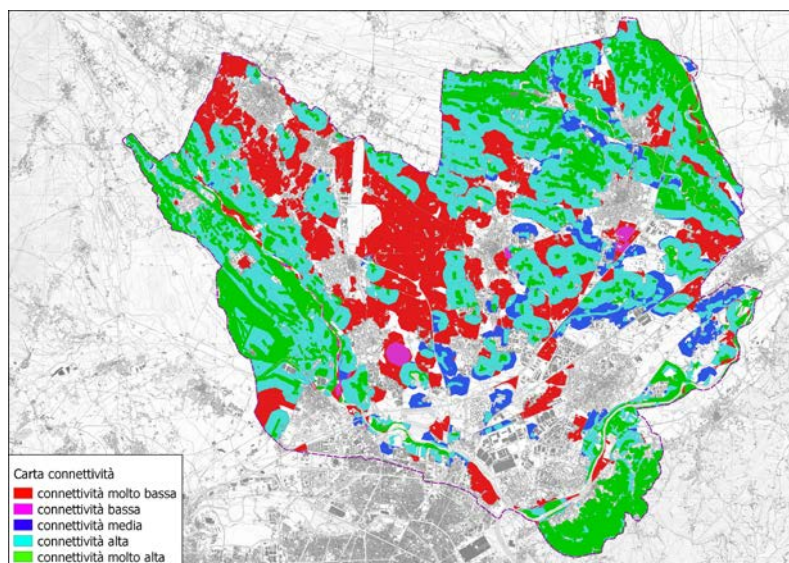 Carta connettività
connettività molto bassa
connettività bassa
connettività media
connettività alta
connettività molto alta